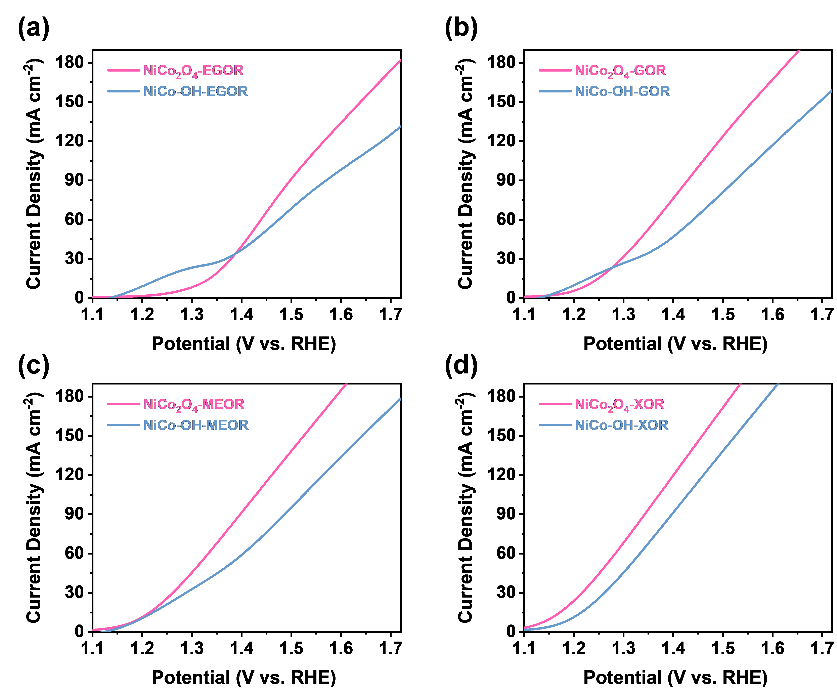 (a)
NiCo₂O₄-EGOR
NiCo-OH-EGOR
Current Density (mA cm⁻²)
180
150
120
90
60
30
0
1.1 1.2 1.3 1.4 1.5 1.6 1.7
Potential (V vs. RHE)
(b)
NiCo₂O₄-GOR
NiCo-OH-GOR
Current Density (mA cm⁻²)
180
150
120
90
60
30
0
1.1 1.2 1.3 1.4 1.5 1.6 1.7
Potential (V vs. RHE)
(c)
NiCo₂O₄-MEOR
NiCo-OH-MEOR
Current Density (mA cm⁻²)
180
150
120
90
60
30
0
1.1 1.2 1.3 1.4 1.5 1.6 1.7
Potential (V vs. RHE)
(d)
NiCo₂O₄-XOR
NiCo-OH-XOR
Current Density (mA cm⁻²)
180
150
120
90
60
30
0
1.1 1.2 1.3 1.4 1.5 1.6 1.7
Potential (V vs. RHE)